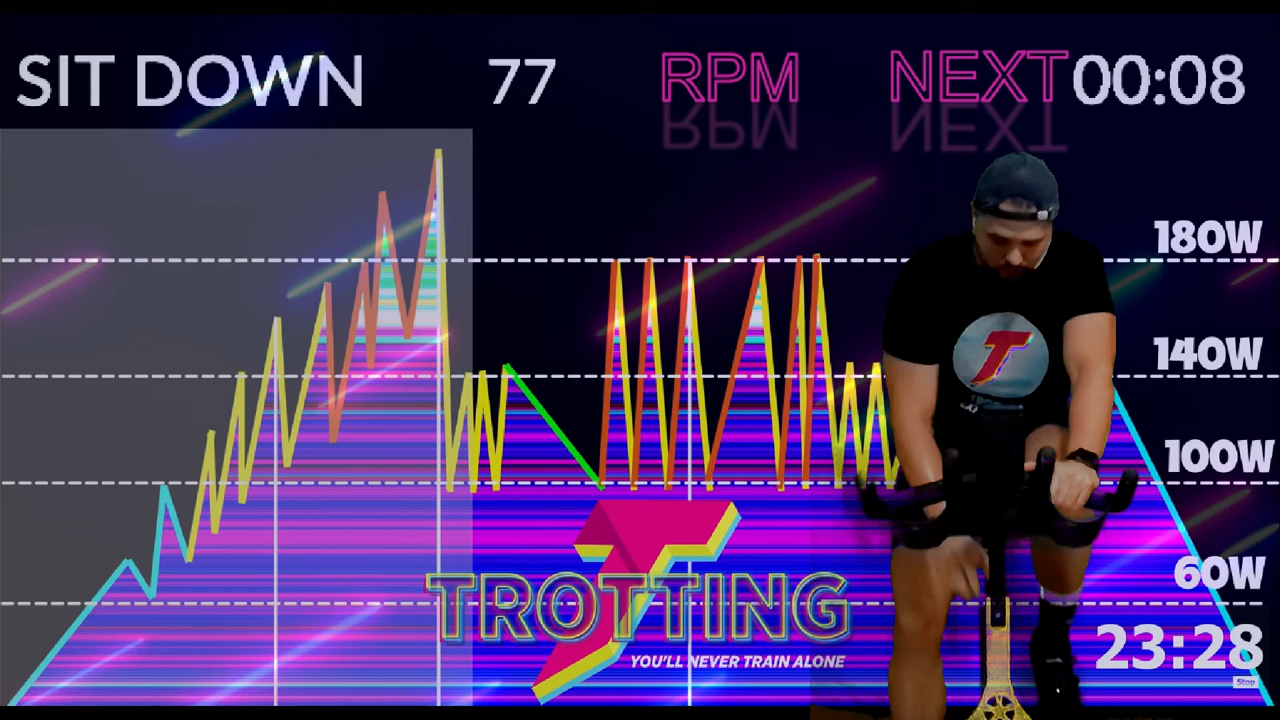 SIT DOWN 77 RPM NEXT 00:08
180W
140W
100W
60W
TROTTING
YOU'LL NEVER TRAIN ALONE
23:28
Stop
T